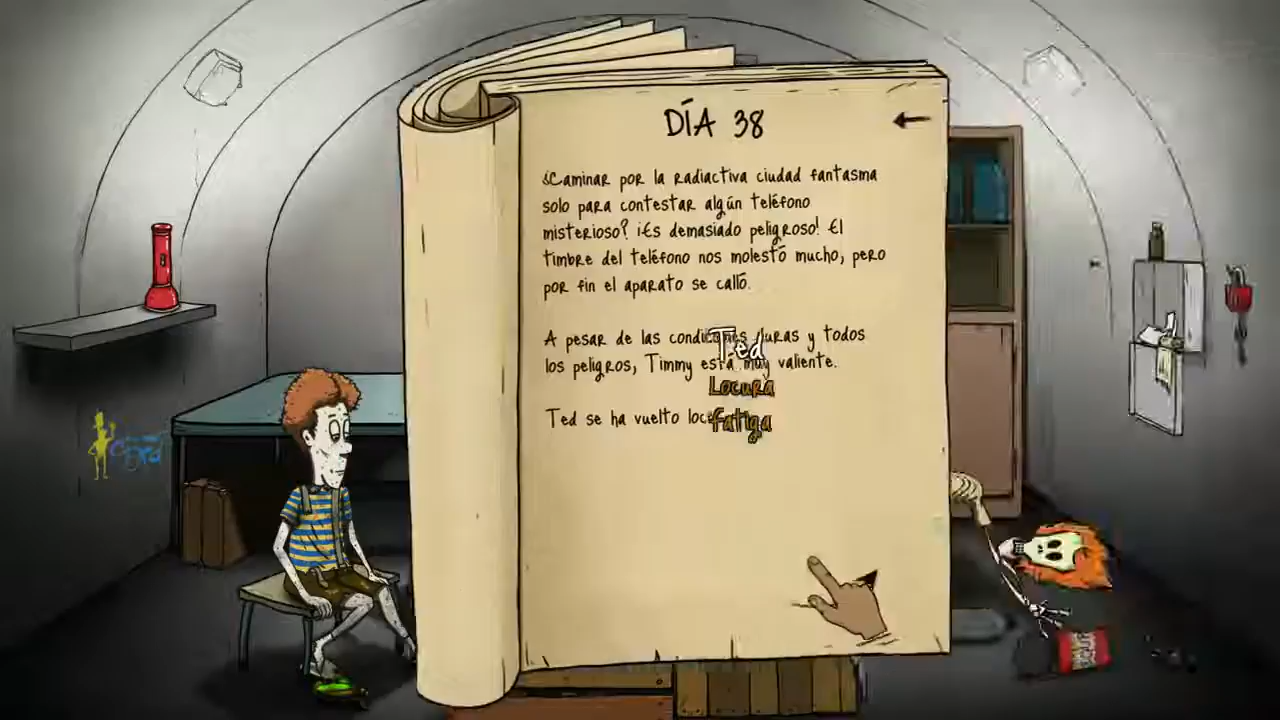 DÍA 38
¿Caminar por la radiactiva ciudad fantasma
solo para contestar algún teléfono
misterioso? ¡Es demasiado peligroso! El
timbre del teléfono nos molestó mucho, pero
por fin el aparato se calló.
A pesar de las condiciones duras y todos
los peligros, Timmy está muy valiente.
Ted se ha vuelto
Ted
Locura
Fatiga